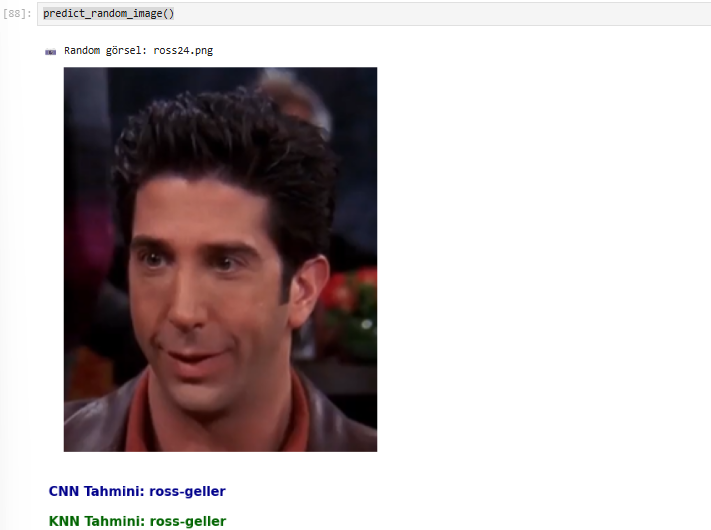 [88]: predict_random_image()
Random görsel: ross24.png
CNN Tahmini: ross-geller
KNN Tahmini: ross-geller